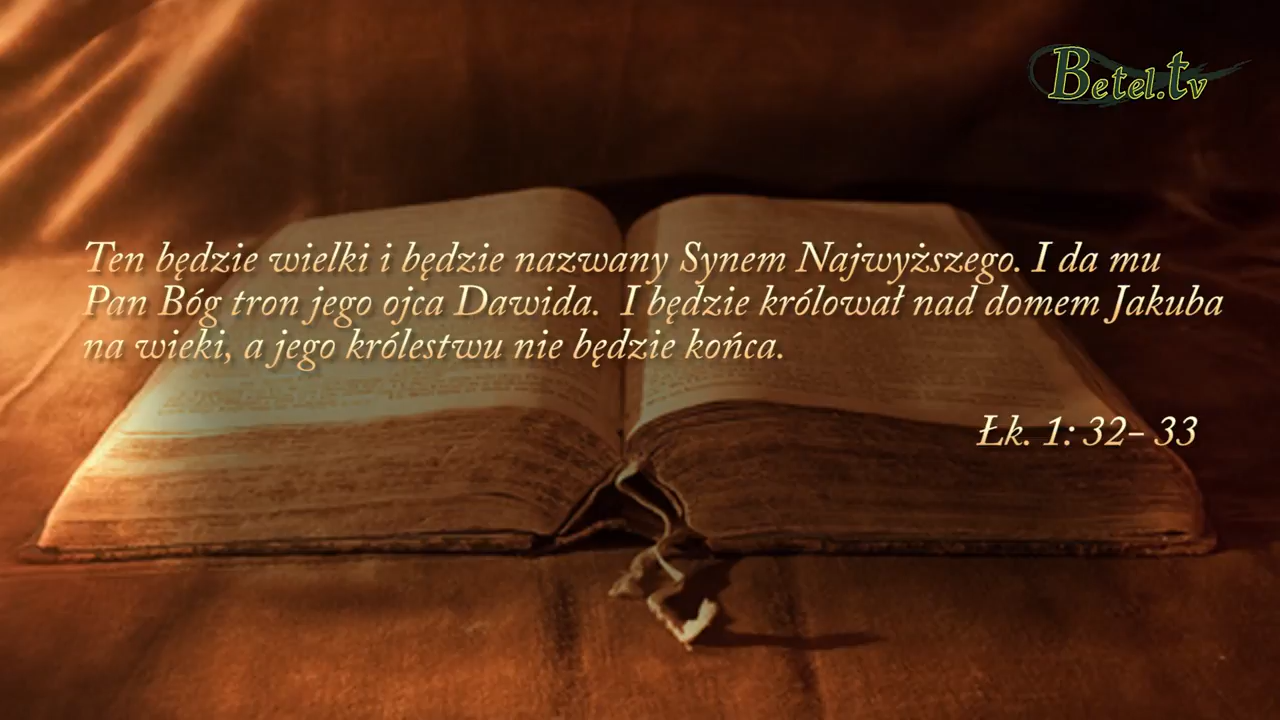 Betel.tv
Ten będzie wielki i będzie nazwany Synem Najwyższego. I da mu
Pan Bóg tron jego ojca Dawida.  I będzie królował nad domem Jakuba
na wieki, a jego królestwu nie będzie końca.
Łk. 1: 32– 33